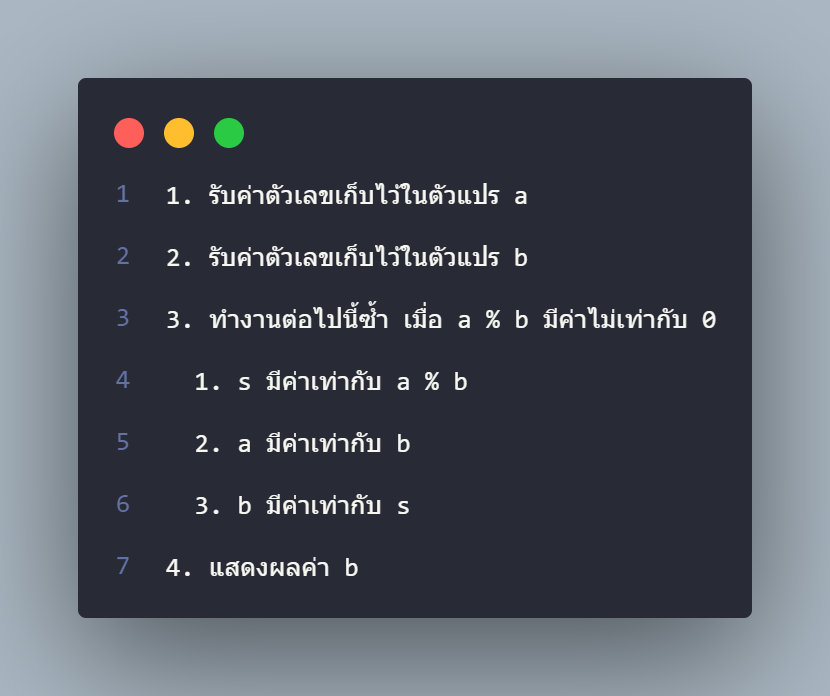 1 1. รับค่าตัวเลขเก็บไว้ในตัวแปร a
2 2. รับค่าตัวเลขเก็บไว้ในตัวแปร b
3 3. ทำงานต่อไปนี้ซ้ำ เมื่อ a % b มีค่าไม่เท่ากับ 0
4 1. s มีค่าเท่ากับ a % b
5 2. a มีค่าเท่ากับ b
6 3. b มีค่าเท่ากับ s
7 4. แสดงผลค่า b